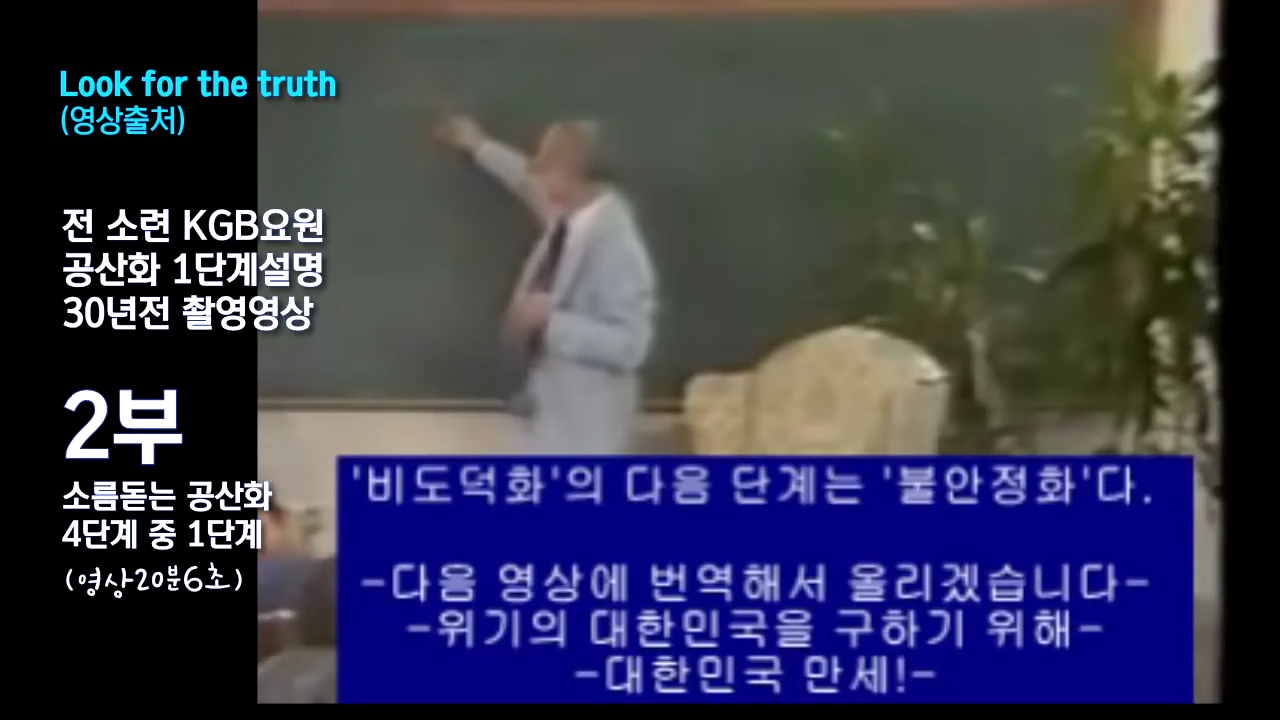 Look for the truth
(영상출처)
전 소련 KGB요원
공산화 1단계설명
30년전 촬영영상
2부
소름돋는 공산화
4단계 중 1단계
(영상20분6초)
'비도덕화'의 다음 단계는 '불안정화'다.
-다음 영상에 번역해서 올리겠습니다-
-위기의 대한민국을 구하기 위해-
-대한민국 만세!-